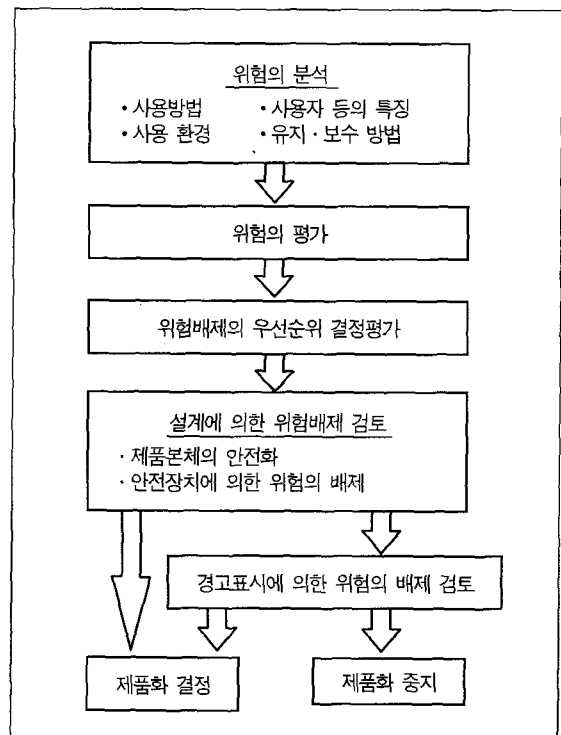 위험의 분석
• 사용방법 • 사용자 등의 특징
• 사용 환경 • 유지 · 보수 방법
위험의 평가
위험배제의 우선순위 결정평가
설계에 의한 위험배제 검토
· 제품본체의 안전화
· 안전장치에 의한 위험의 배제
경고표시에 의한 위험의 배제 검토
제품화 결정 제품화 중지